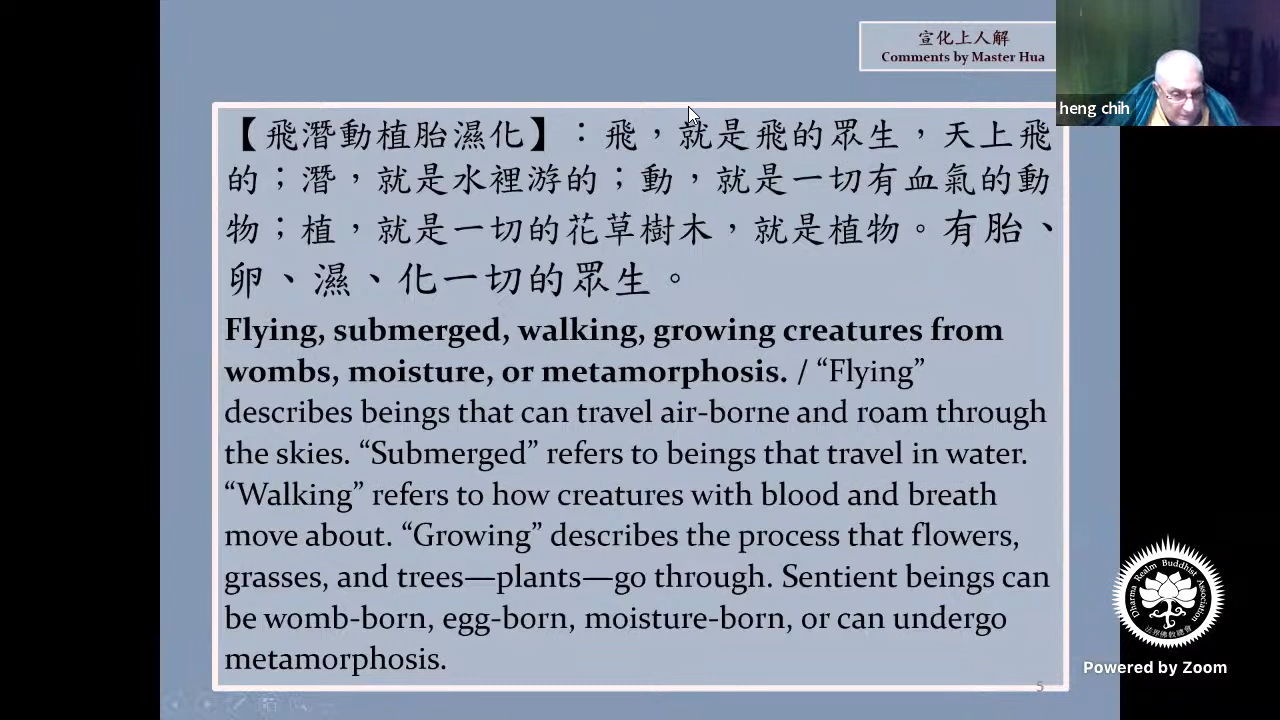 宣化上人解
Comments by Master Hua
heng chih
【飛潛動植胎濕化】：飛，就是飛的眾生，天上飛
的；潛，就是水裡游的；動，就是一切有血氣的動
物；植，就是一切的花草樹木，就是植物。有胎、
卵、濕、化一切的眾生。
Flying, submerged, walking, growing creatures from
wombs, moisture, or metamorphosis. / “Flying”
describes beings that can travel air-borne and roam through
the skies. “Submerged” refers to beings that travel in water.
“Walking” refers to how creatures with blood and breath
move about. “Growing” describes the process that flowers,
grasses, and trees—plants—go through. Sentient beings can
be womb-born, egg-born, moisture-born, or can undergo
metamorphosis.
5
Dharma Realm Buddhist Association
法界佛教總會
Powered by Zoom